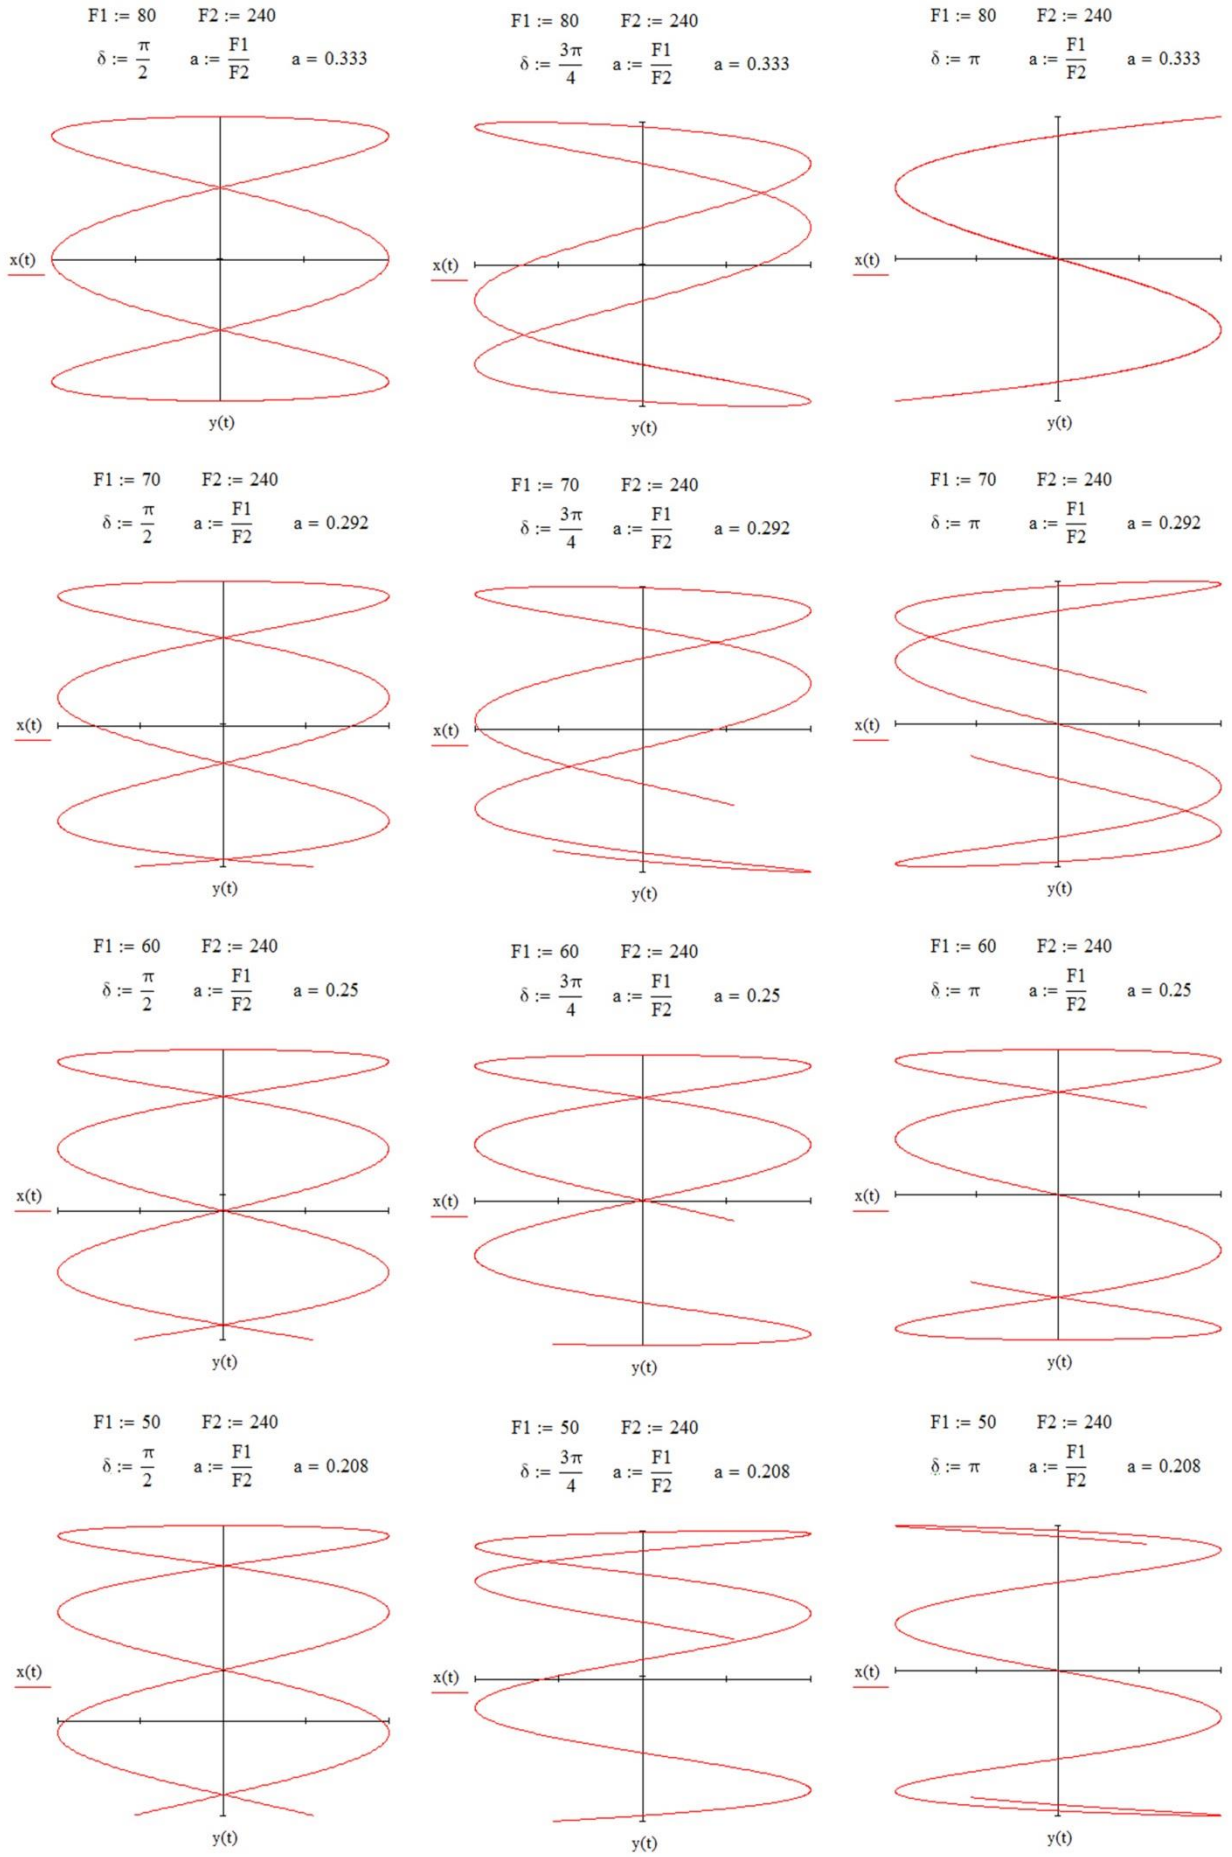 F1 := 80 F2 := 240
δ := π/2 a := F1/F2 a = 0.333
x(t)
y(t)
F1 := 80 F2 := 240
δ := 3π/4 a := F1/F2 a = 0.333
x(t)
y(t)
F1 := 80 F2 := 240
δ := π a := F1/F2 a = 0.333
x(t)
y(t)
F1 := 70 F2 := 240
δ := π/2 a := F1/F2 a = 0.292
x(t)
y(t)
F1 := 70 F2 := 240
δ := 3π/4 a := F1/F2 a = 0.292
x(t)
y(t)
F1 := 70 F2 := 240
δ := π a := F1/F2 a = 0.292
x(t)
y(t)
F1 := 60 F2 := 240
δ := π/2 a := F1/F2 a = 0.25
x(t)
y(t)
F1 := 60 F2 := 240
δ := 3π/4 a := F1/F2 a = 0.25
x(t)
y(t)
F1 := 60 F2 := 240
δ := π a := F1/F2 a = 0.25
x(t)
y(t)
F1 := 50 F2 := 240
δ := π/2 a := F1/F2 a = 0.208
x(t)
y(t)
F1 := 50 F2 := 240
δ := 3π/4 a := F1/F2 a = 0.208
x(t)
y(t)
F1 := 50 F2 := 240
δ := π a := F1/F2 a = 0.208
x(t)
y(t)